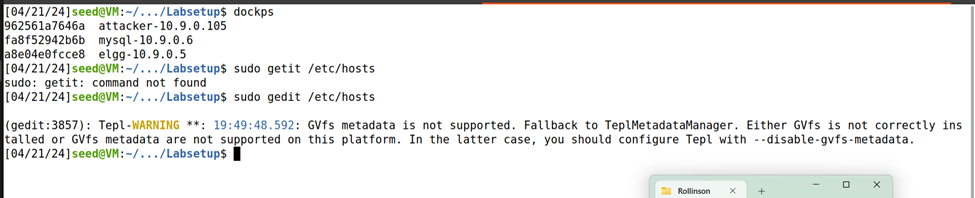 [04/21/24]seed@VM:~/.../Labsetup$ dockps
962561a7646a  attacker-10.9.0.105
fa8f52942b6b  mysql-10.9.0.6
a8e04e0fcce8  elgg-10.9.0.5
[04/21/24]seed@VM:~/.../Labsetup$ sudo getit /etc/hosts
sudo: getit: command not found
[04/21/24]seed@VM:~/.../Labsetup$ sudo gedit /etc/hosts
(gedit:3857): Tepl-WARNING **: 19:49:48.592: GVfs metadata is not supported. Fallback to TeplMetadataManager. Either GVfs is not correctly ins
talled or GVfs metadata are not supported on this platform. In the latter case, you should configure Tepl with --disable-gvfs-metadata.
[04/21/24]seed@VM:~/.../Labsetup$
Rollinson